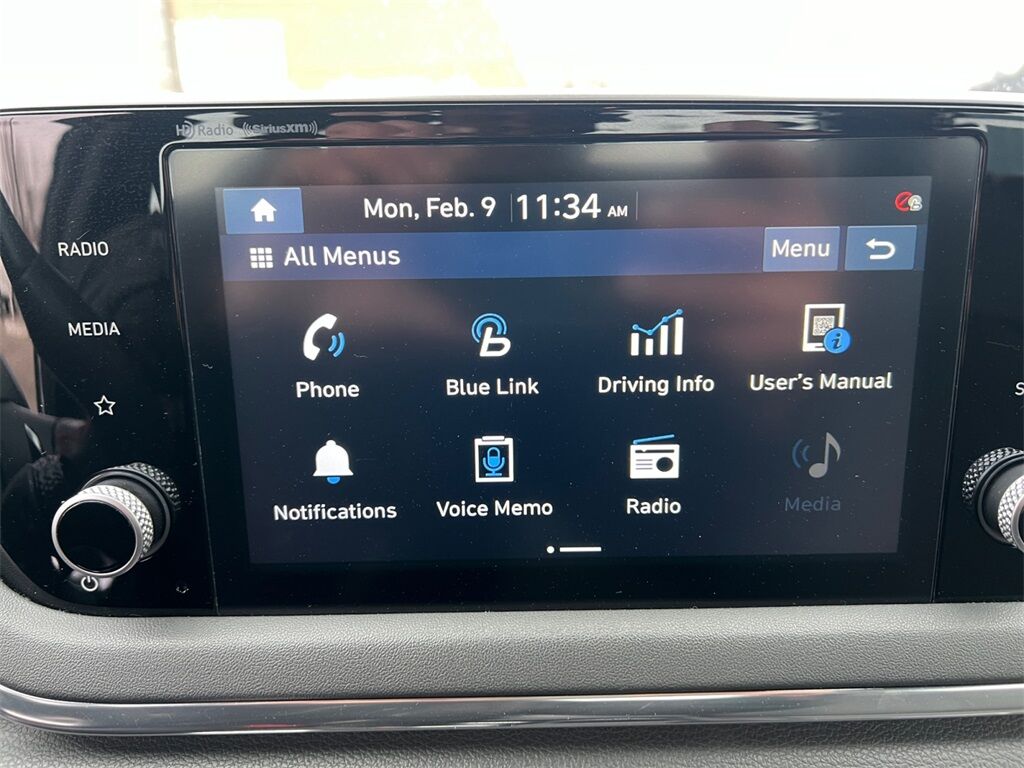 HD Radio SiriusXM
Mon, Feb. 9 11:34 AM
RADIO
All Menus Menu
MEDIA
Phone Blue Link Driving Info User's Manual
S
Notifications Voice Memo Radio Media